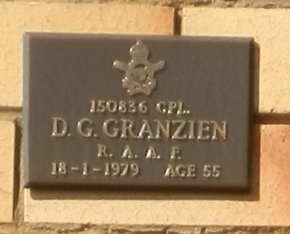 150836 CPL.
D. G. GRANZIEN
R. A. A. F.
18-1-1979 AGE 55